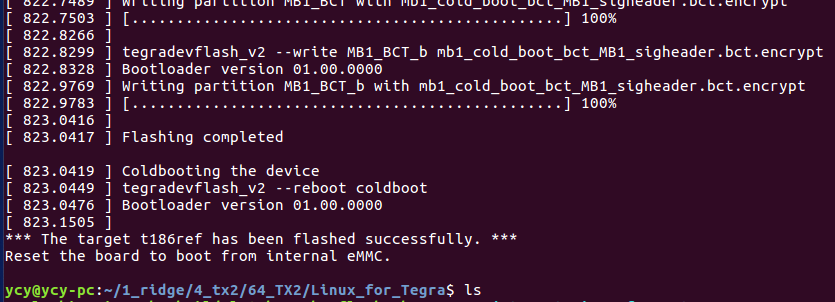 [ 822.7489 ] Writing partition MB1_BCT with mb1_cold_boot_bct_MB1_sigheader.bct.encrypt
[ 822.7503 ] [................................................] 100%
[ 822.8266 ]
[ 822.8299 ] tegradevflash_v2 --write MB1_BCT_b mb1_cold_boot_bct_MB1_sigheader.bct.encrypt
[ 822.8328 ] Bootloader version 01.00.0000
[ 822.9769 ] Writing partition MB1_BCT_b with mb1_cold_boot_bct_MB1_sigheader.bct.encrypt
[ 822.9783 ] [................................................] 100%
[ 823.0416 ]
[ 823.0417 ] Flashing completed
[ 823.0419 ] Coldbooting the device
[ 823.0449 ] tegradevflash_v2 --reboot coldboot
[ 823.0476 ] Bootloader version 01.00.0000
[ 823.1505 ]
*** The target t186ref has been flashed successfully. ***
Reset the board to boot from internal eMMC.
ycy@ycy-pc:~/1_ridge/4_tx2/64_TX2/Linux_for_Tegra$ ls